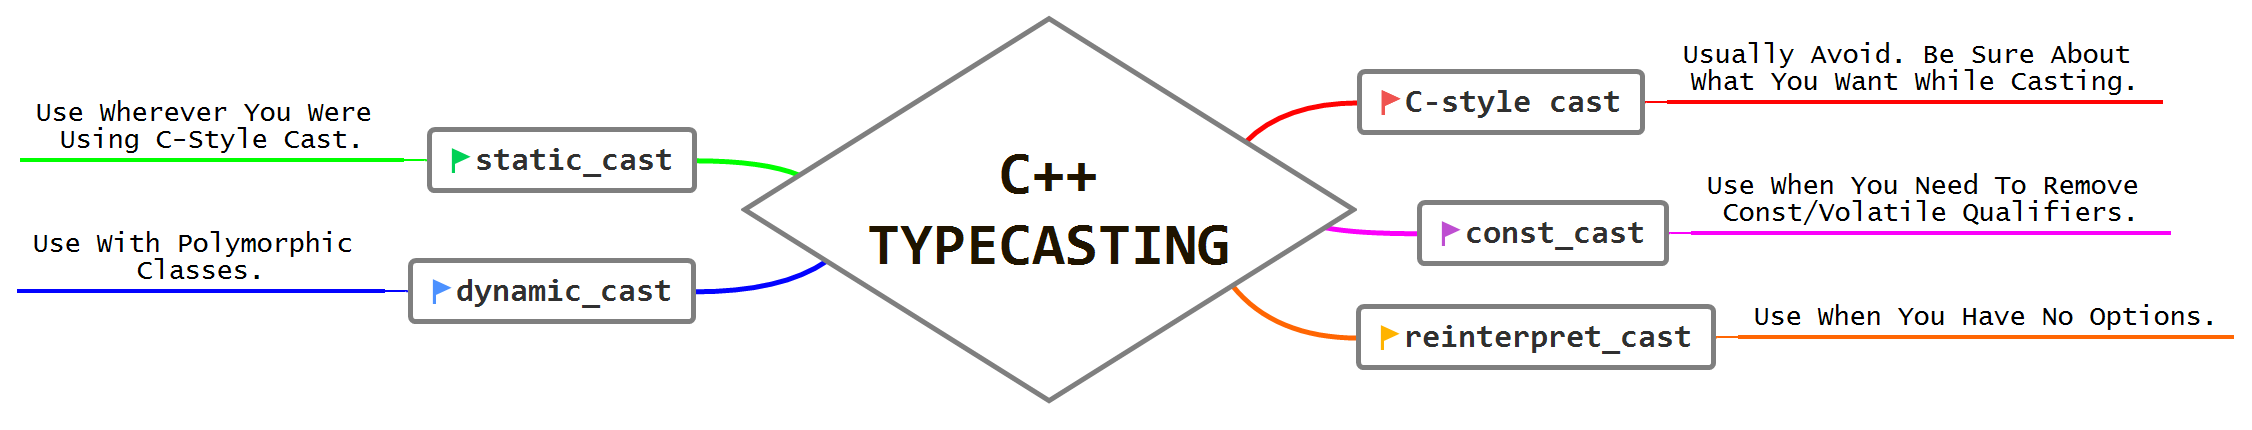 C++
TYPECASTING
Use Wherever You Were
Using C-Style Cast.
static_cast
Use With Polymorphic
Classes.
dynamic_cast
C-style cast
Usually Avoid. Be Sure About
What You Want While Casting.
const_cast
Use When You Need To Remove
Const/Volatile Qualifiers.
reinterpret_cast
Use When You Have No Options.